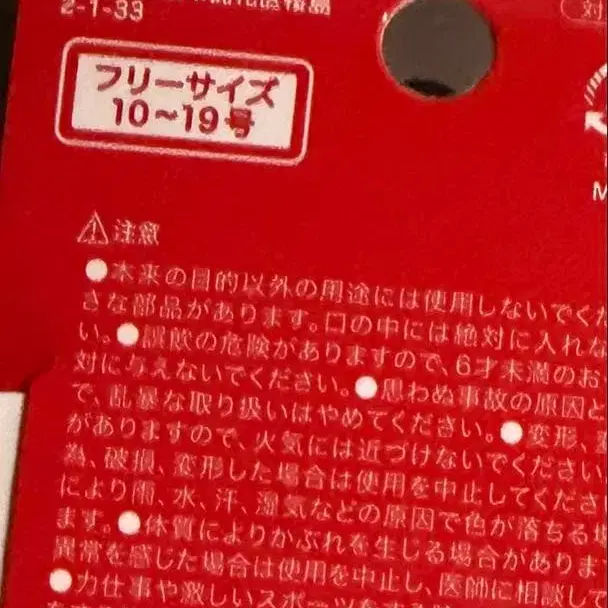 2-1-33
対
フリーサイズ
10~19号
M
⚠注意
●本来の目的以外の用途には使用しないでくだ
さな部品があります。口の中には絶対に入れな
い。●誤飲の危険がありますので、6才未満のお
対に与えないでください。●思わぬ事故の原因と
で、乱暴な取り扱いはやめてください。●変形、
がありますので、火気には近づけないでください
為、破損、変形した場合は使用を中止してくださ
により雨、水、汗、湿気などの原因で色が落ちる場
ます。●体質によりかぶれを生じる場合があります
異常を感じた場合は使用を中止し、医師に相談して
●力仕事や激しいスポーツを